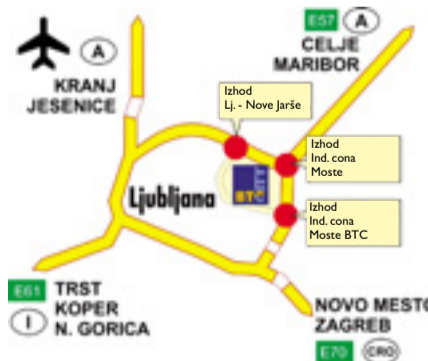 E57 A
CELJE
MARIBOR
A
KRANJ
JESENICE
Izhod
Lj. - Nove Jarše
Izhod
Ind. cona
Moste
Ljubljana
BTC
CITY
Izhod
Ind. cona
Moste BTC
E61 TRST
I KOPER
N. GORICA
NOVO MESTO
ZAGREB
E70 CRO